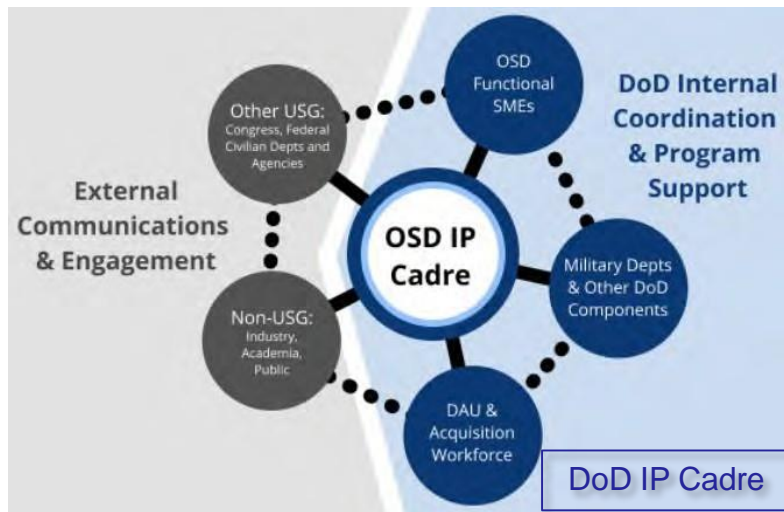 OSD
Functional
SMEs
DoD Internal
Coordination
& Program
Support
Other USG:
Congress, Federal
Civilian Depts and
Agencies
External
Communications
& Engagement
OSD IP
Cadre
Military Depts
& Other DoD
Components
Non-USG:
Industry,
Academia,
Public
DAU &
Acquisition
Workforce
DoD IP Cadre